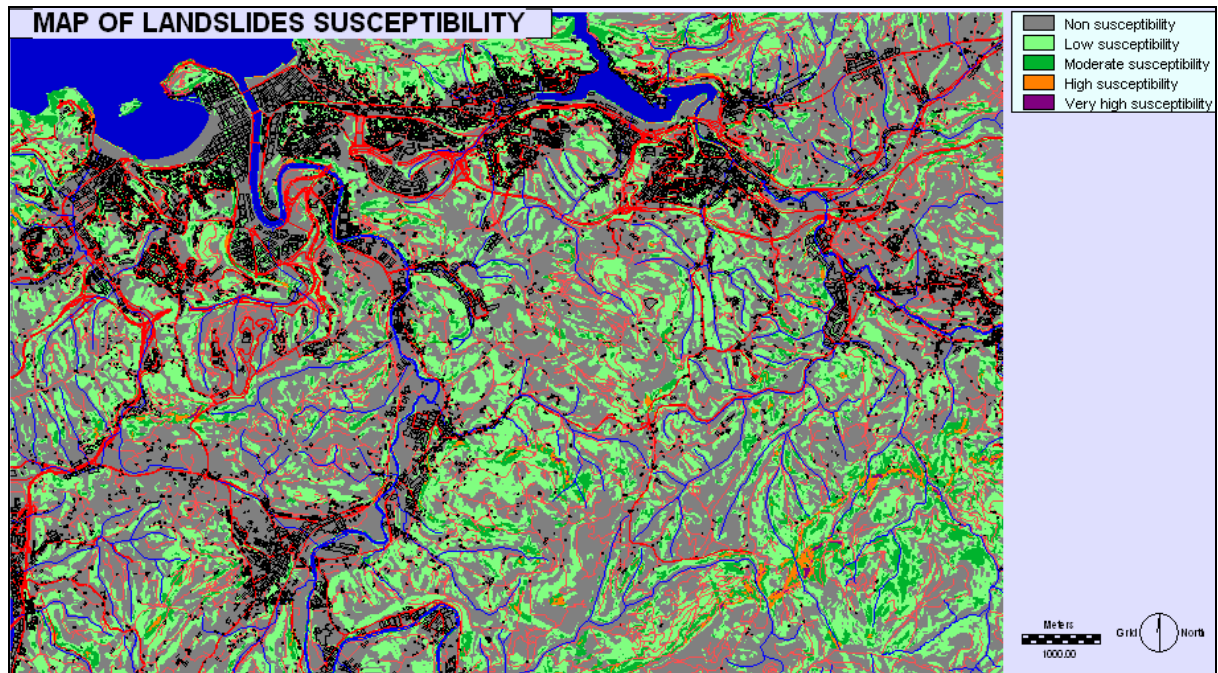 MAP OF LANDSLIDES SUSCEPTIBILITY
Non susceptibility
Low susceptibility
Moderate susceptibility
High susceptibility
Very high susceptibility
Meters
1000.00
Grid North